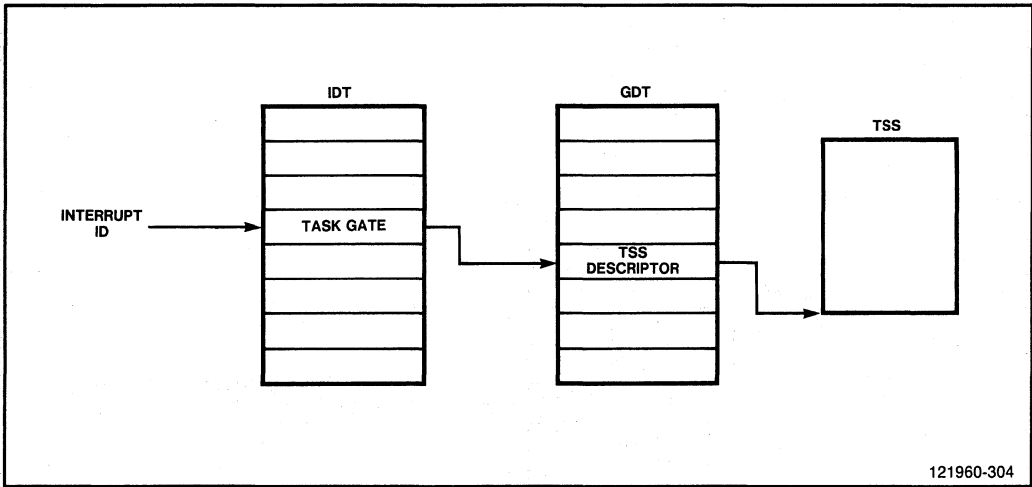 IDT
GDT
TSS
INTERRUPT
ID
TASK GATE
TSS
DESCRIPTOR
121960-304